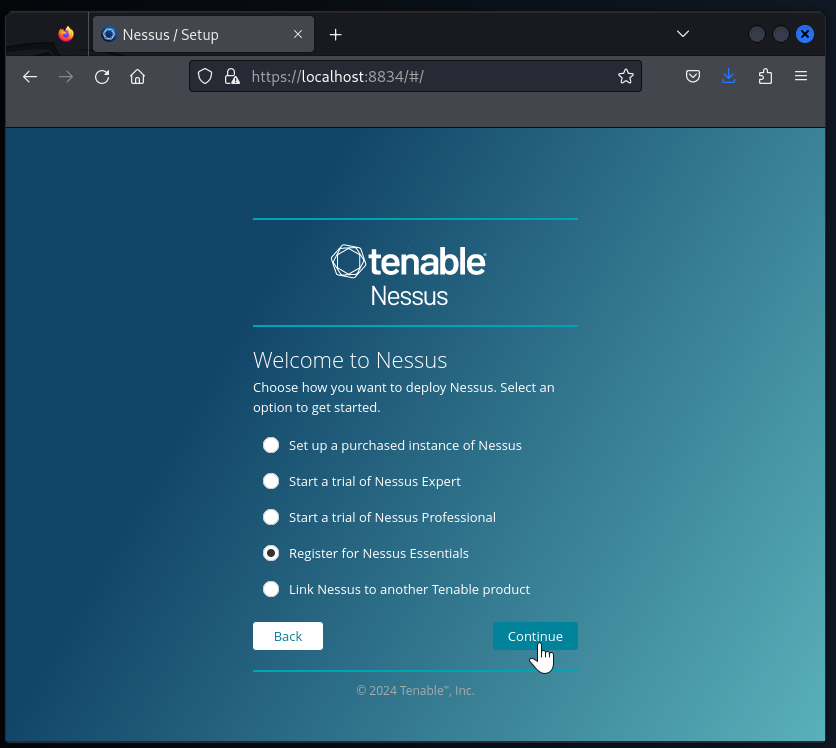 Nessus / Setup
https://localhost:8834/#/
tenable
Nessus
Welcome to Nessus
Choose how you want to deploy Nessus. Select an
option to get started.
Set up a purchased instance of Nessus
Start a trial of Nessus Expert
Start a trial of Nessus Professional
Register for Nessus Essentials
Link Nessus to another Tenable product
Back
Continue
© 2024 Tenable™, Inc.